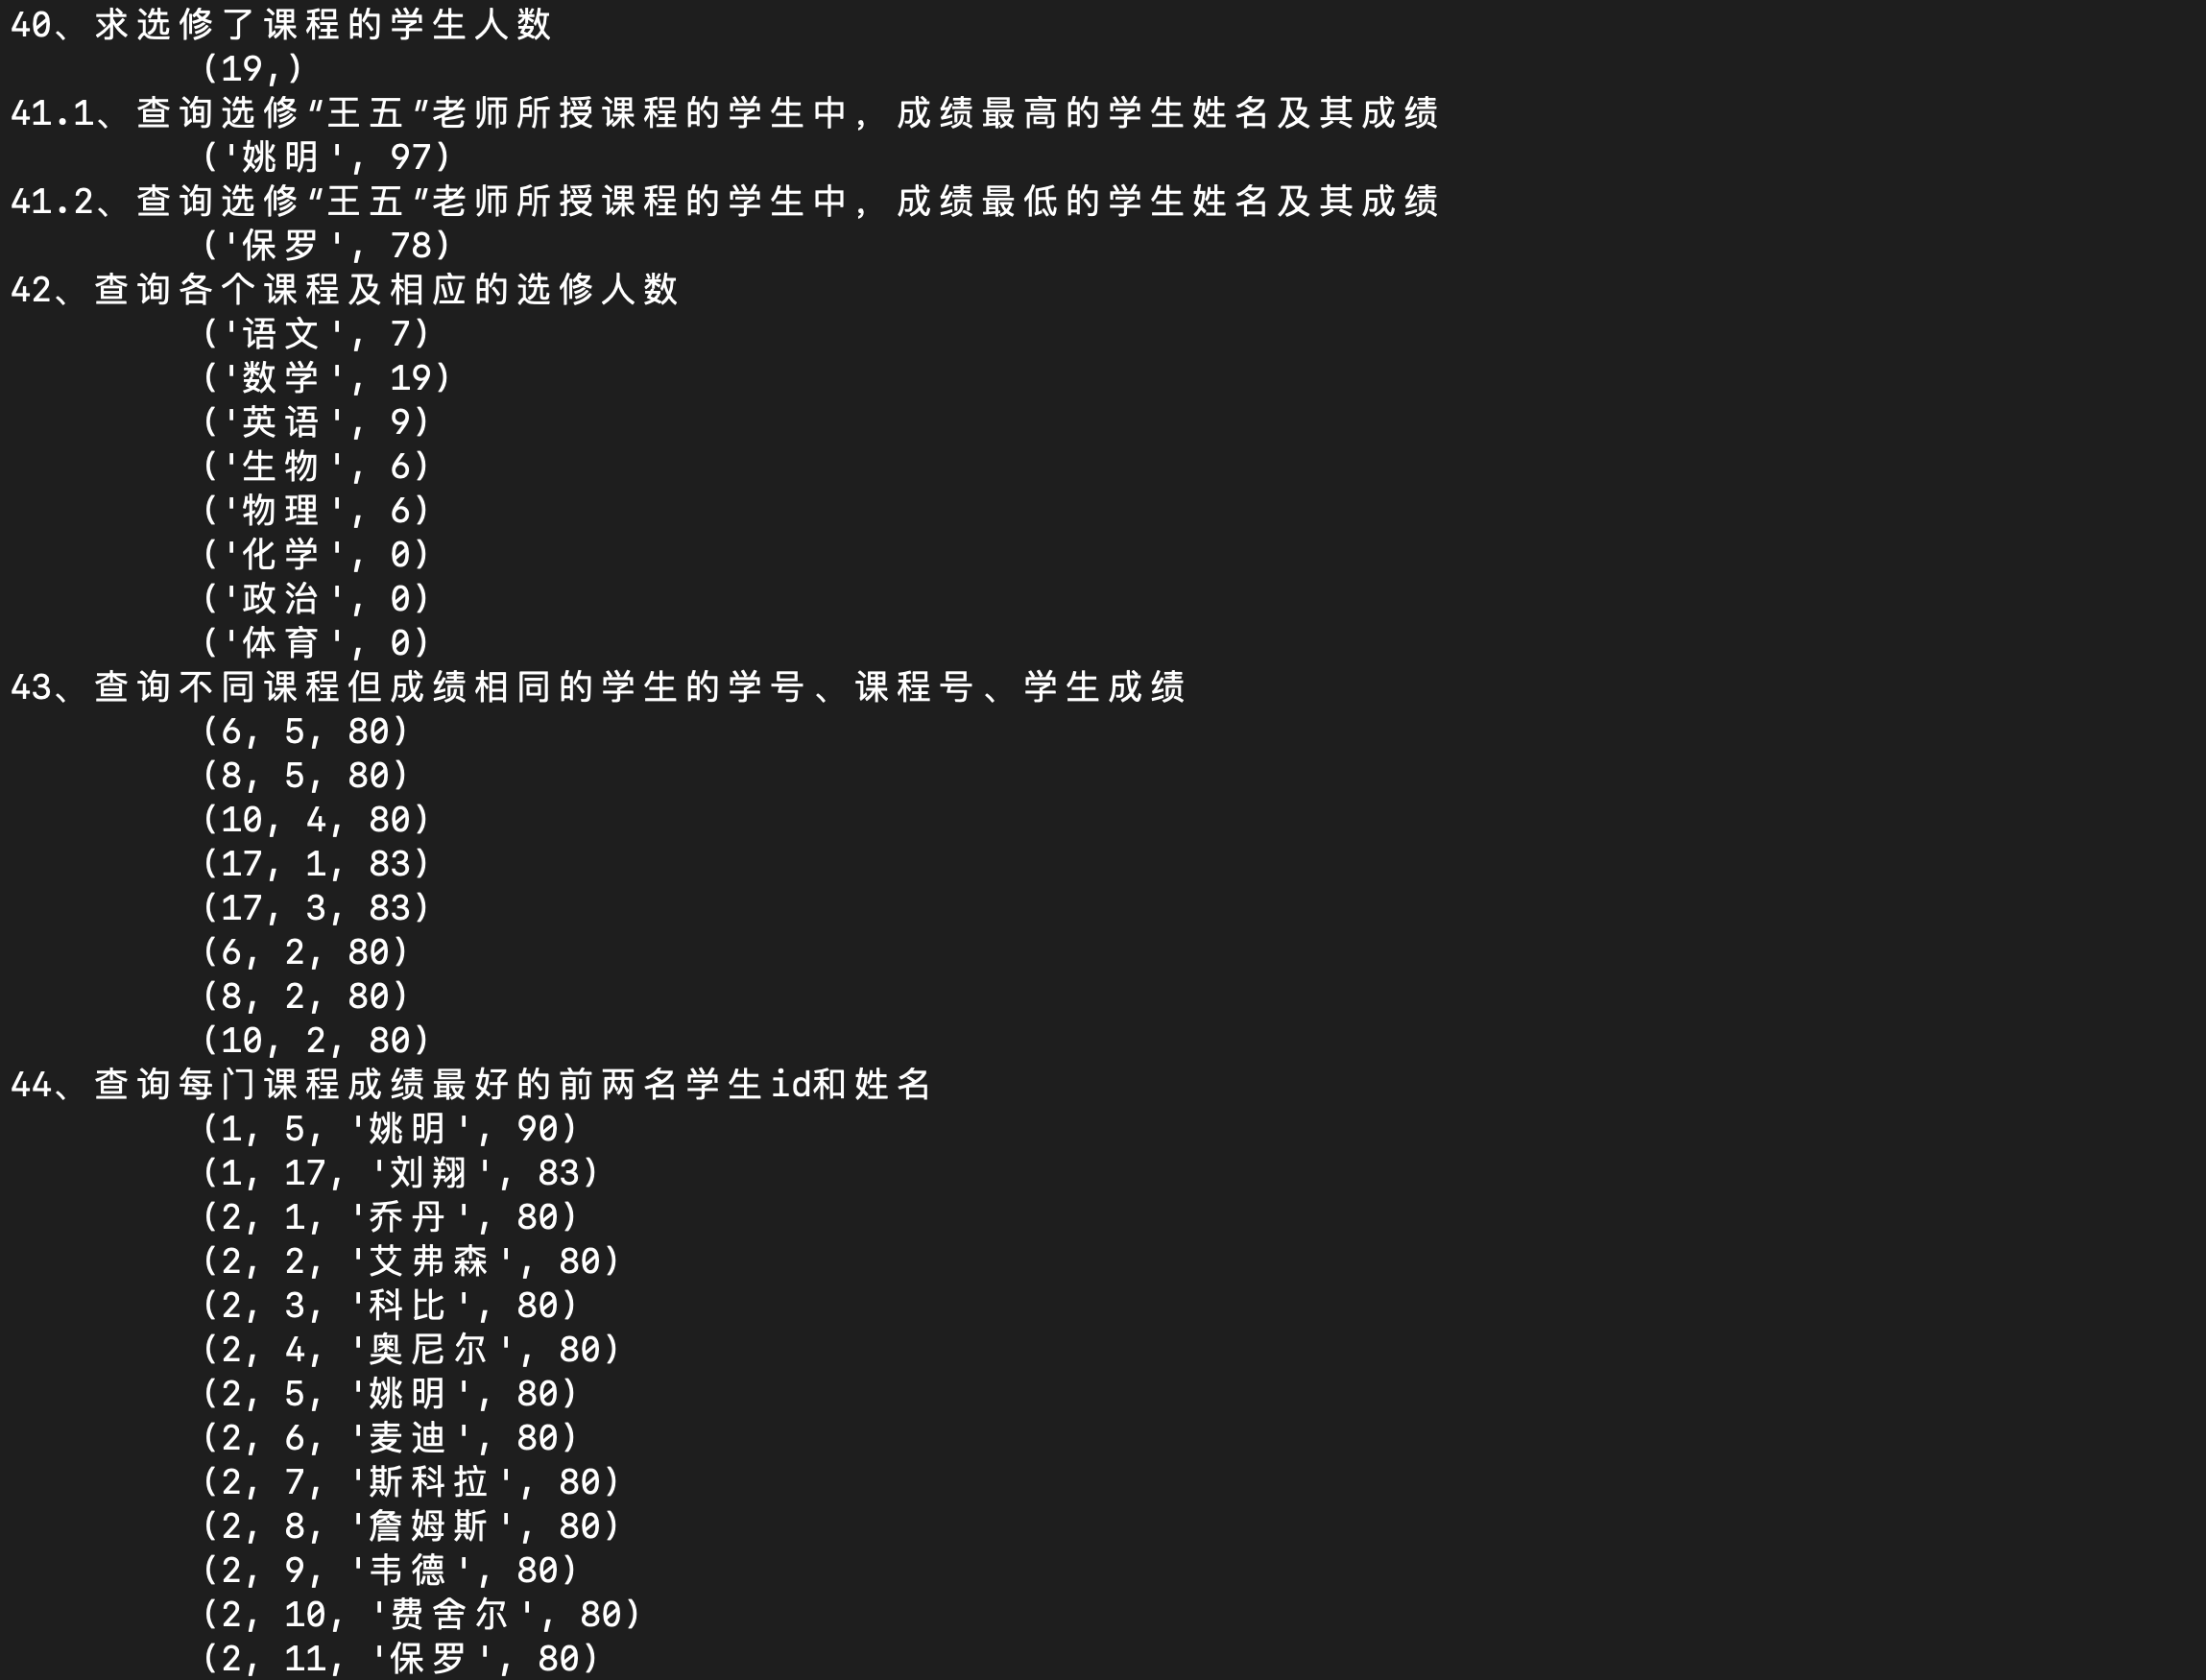 40、求选修了课程的学生人数
(19,)
41.1、查询选修“王五”老师所授课程的学生中，成绩最高的学生姓名及其成绩
('姚明', 97)
41.2、查询选修“王五”老师所授课程的学生中，成绩最低的学生姓名及其成绩
('保罗', 78)
42、查询各个课程及相应的选修人数
('语文', 7)
('数学', 19)
('英语', 9)
('生物', 6)
('物理', 6)
('化学', 0)
('政治', 0)
('体育', 0)
43、查询不同课程但成绩相同的学生的学号、课程号、学生成绩
(6, 5, 80)
(8, 5, 80)
(10, 4, 80)
(17, 1, 83)
(17, 3, 83)
(6, 2, 80)
(8, 2, 80)
(10, 2, 80)
44、查询每门课程成绩最好的前两名学生id和姓名
(1, 5, '姚明', 90)
(1, 17, '刘翔', 83)
(2, 1, '乔丹', 80)
(2, 2, '艾弗森', 80)
(2, 3, '科比', 80)
(2, 4, '奥尼尔', 80)
(2, 5, '姚明', 80)
(2, 6, '麦迪', 80)
(2, 7, '斯科拉', 80)
(2, 8, '詹姆斯', 80)
(2, 9, '韦德', 80)
(2, 10, '费舍尔', 80)
(2, 11, '保罗', 80)